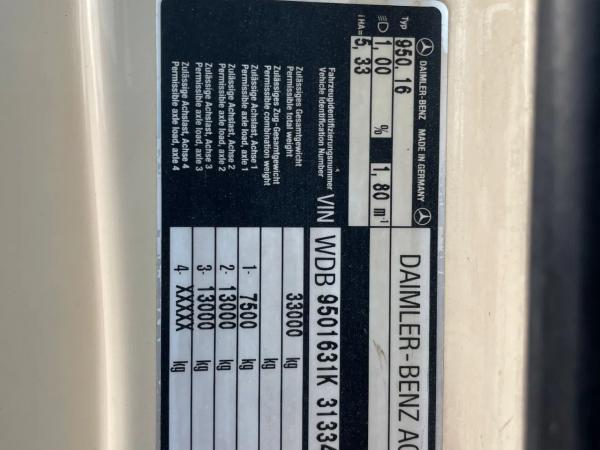 DAIMLER-BENZ MADE IN GERMANY
DAIMLER-BENZ AG
Typ
950.16
1,00 % 1,80 m-1
i HA= 5,33
Fahrzeugidentifizierungsnummer
Vehicle Identification Number
VIN WDB 9501631K 31334
Zulässiges Gesamtgewicht
Permissible total weight
33000 kg
Zulässiges Zug-Gesamtgewicht
Permissible combination weight
kg
Zulässige Achslast, Achse 1
Permissible axle load, axle 1
1- 7500 kg
Zulässige Achslast, Achse 2
Permissible axle load, axle 2
2- 13000 kg
Zulässige Achslast, Achse 3
Permissible axle load, axle 3
3- 13000 kg
Zulässige Achslast, Achse 4
Permissible axle load, axle 4
4- XXXXX kg